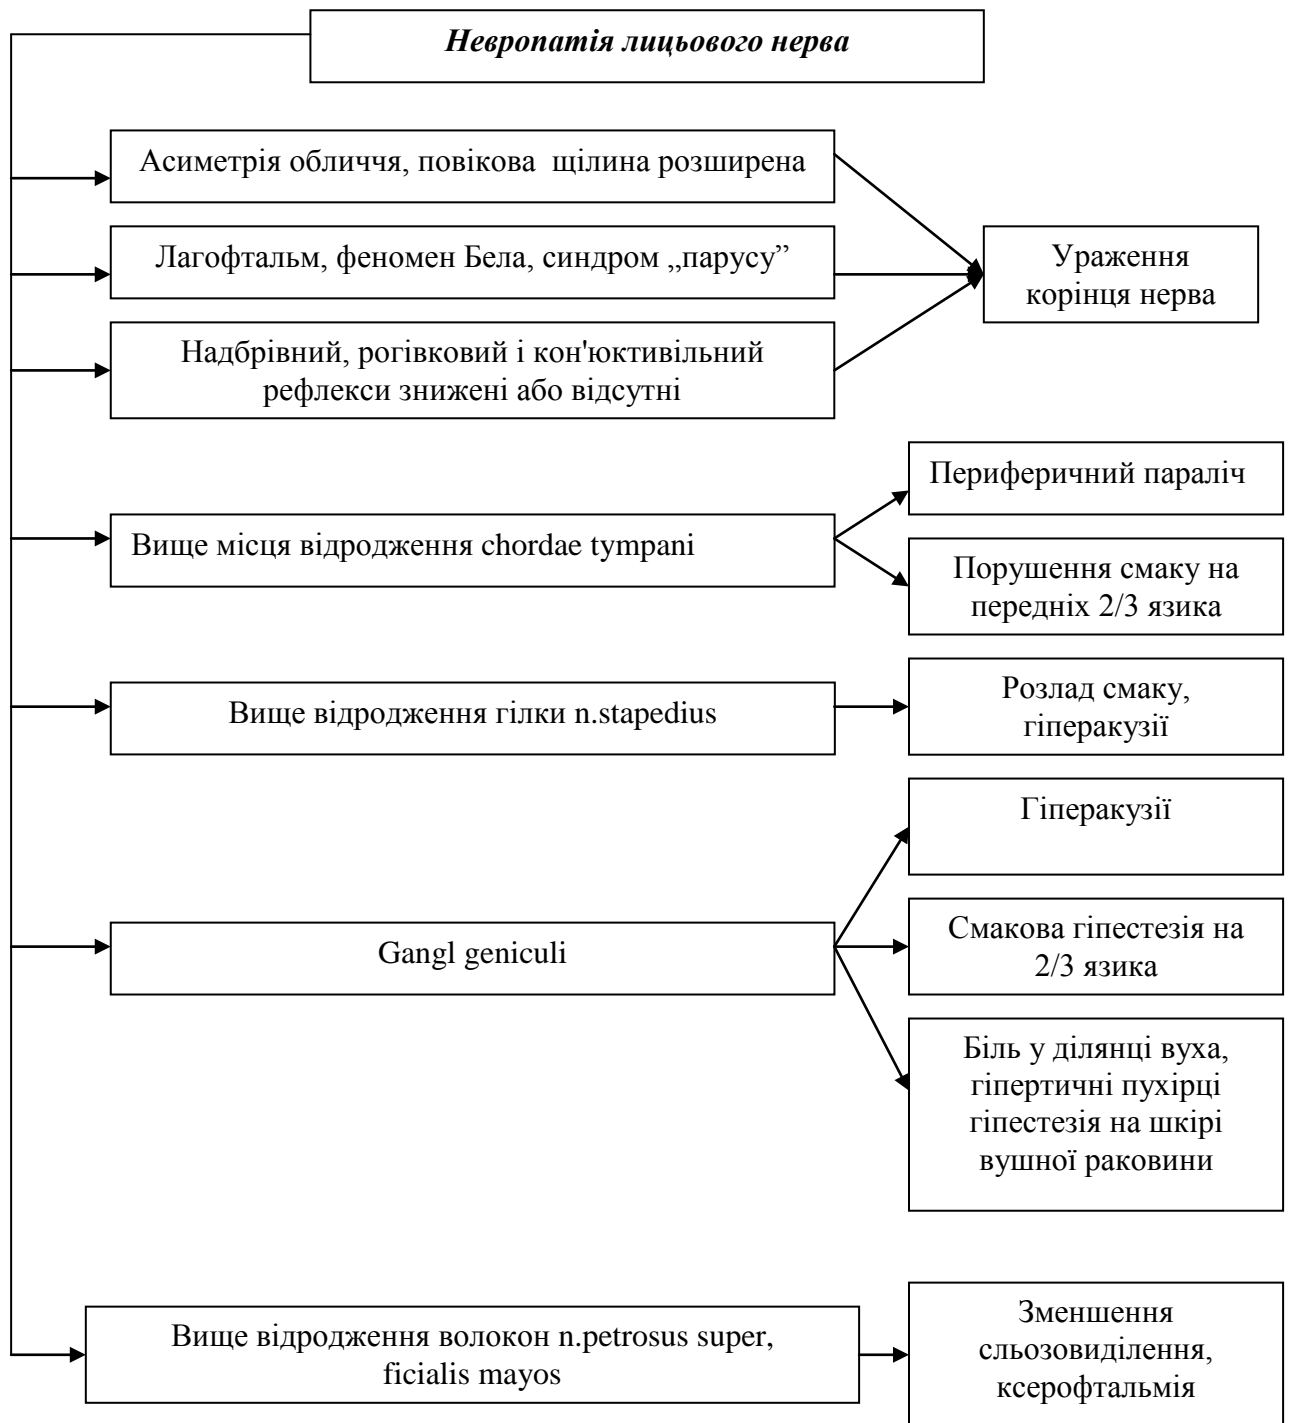 Невропатія лицьового нерва
Асиметрія обличчя, повікова щілина розширена
Лагофтальм, феномен Бела, синдром „парусу”
Надбрівний, рогівковий і кон'юктивільний
рефлекси знижені або відсутні
Ураження
корінця нерва
Вище місця відродження chordae tympani
Периферичний параліч
Порушення смаку на
передніх 2/3 язика
Вище відродження гілки n.stapedius
Розлад смаку,
гіперакузії
Gangl geniculi
Гіперакузії
Смакова гіпестезія на
2/3 язика
Біль у ділянці вуха,
гіпертичні пухірці
гіпестезія на шкірі
вушної раковини
Вище відродження волокон n.petrosus super,
ficialis mayos
Зменшення
сльозовиділення,
ксерофтальмія